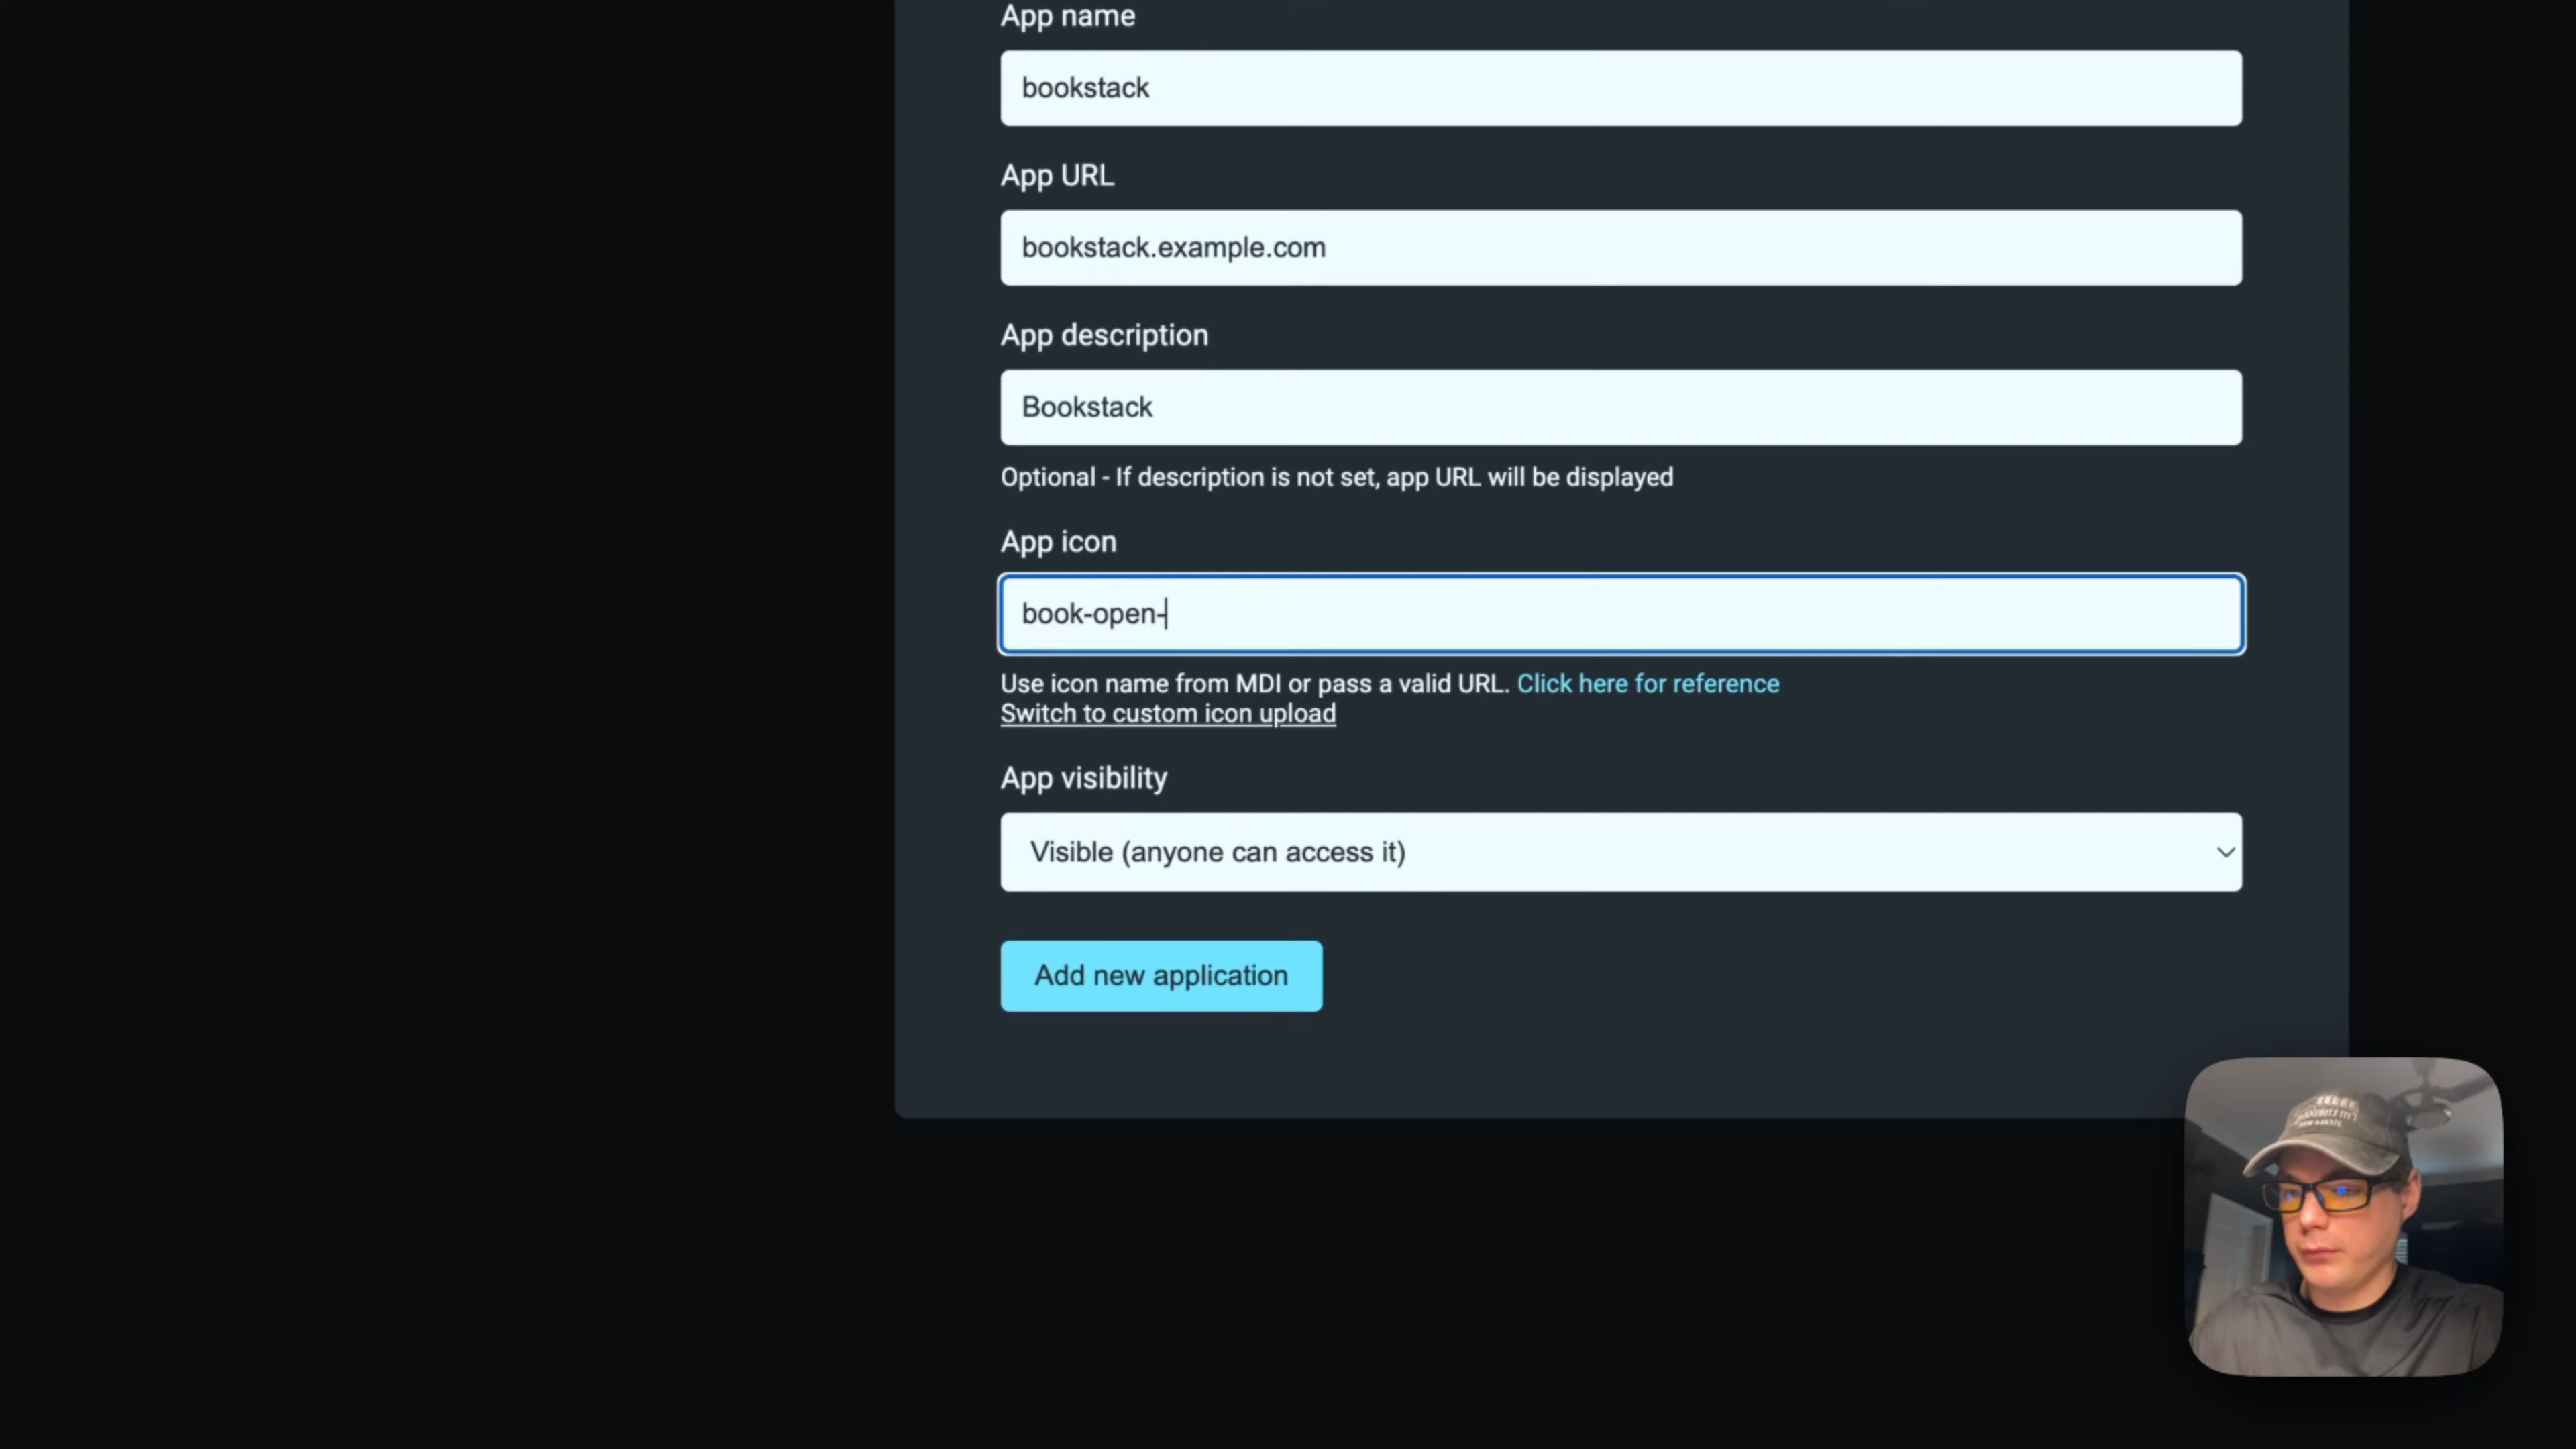 App name
bookstack
App URL
bookstack.example.com
App description
Bookstack
Optional - If description is not set, app URL will be displayed
App icon
book-open-
Use icon name from MDI or pass a valid URL. Click here for reference
Switch to custom icon upload
App visibility
Visible (anyone can access it)
Add new application